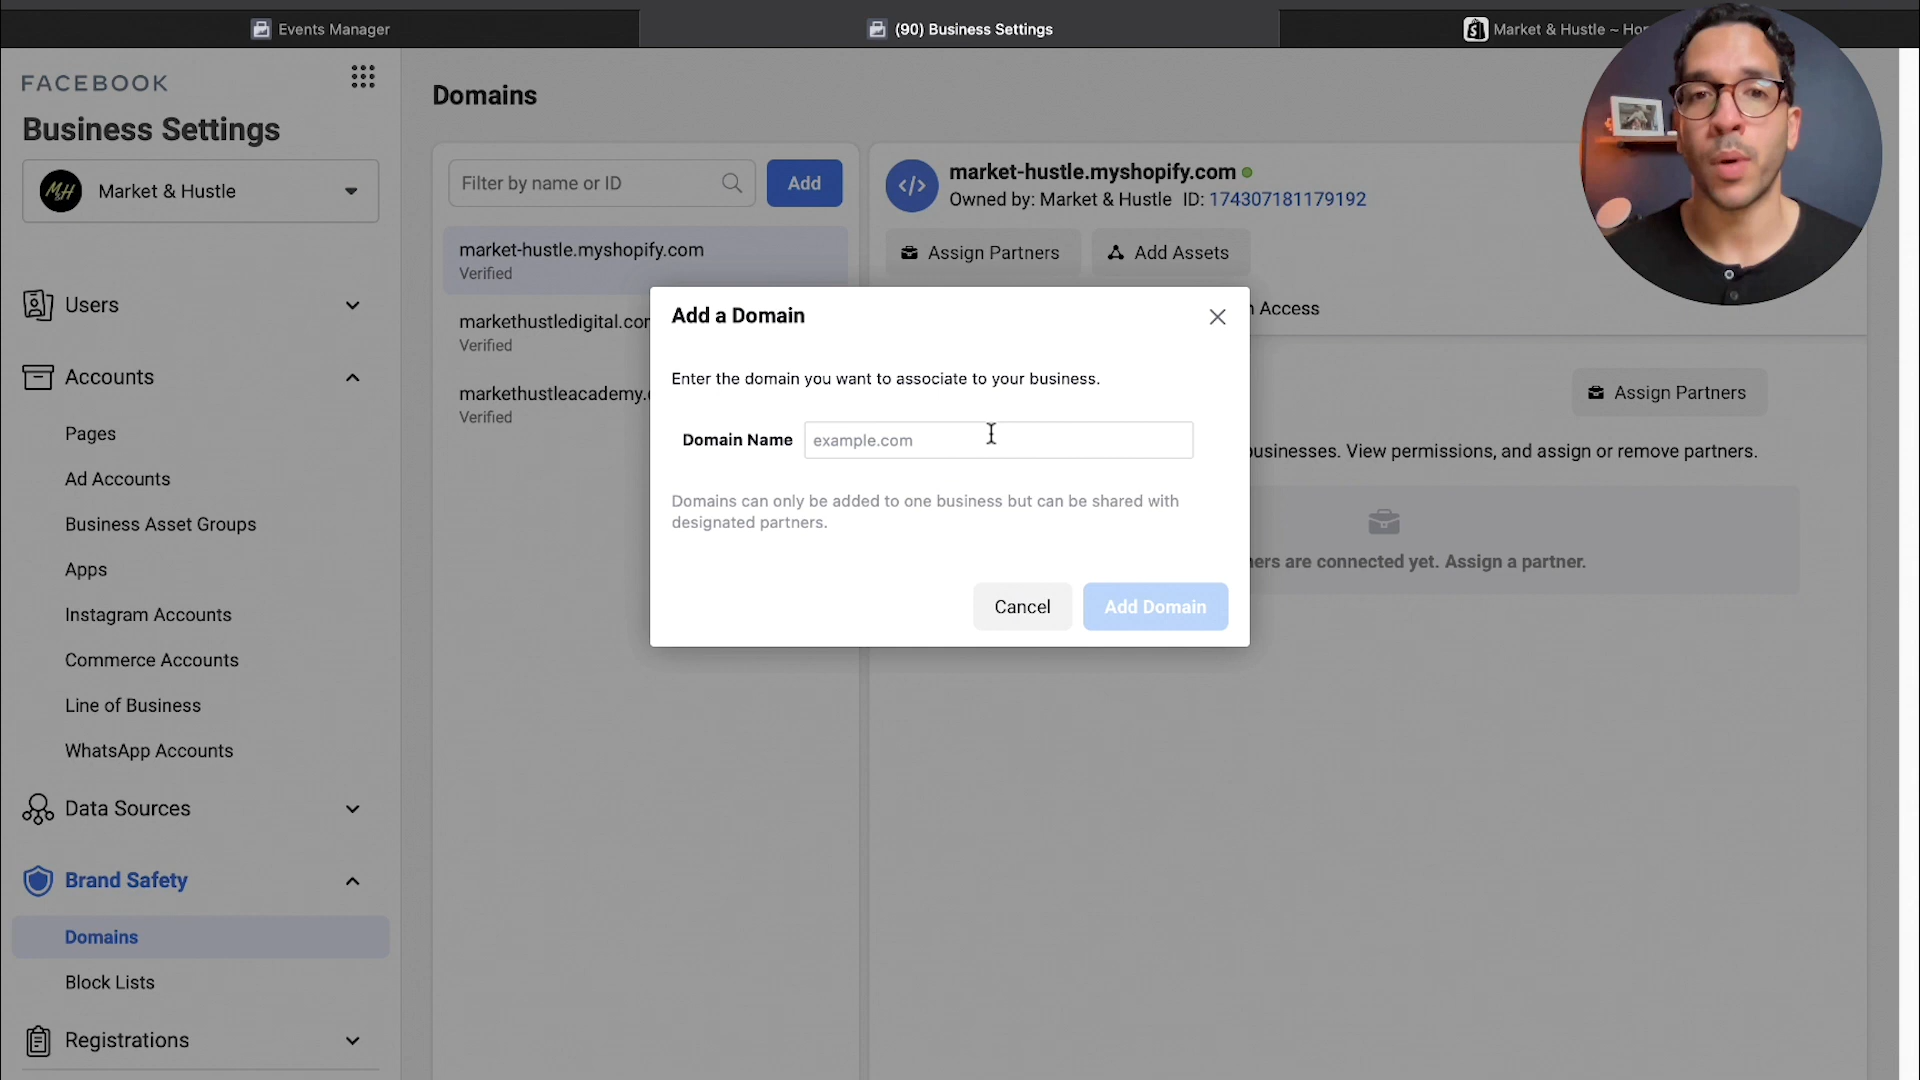 Events Manager
(90) Business Settings
Market & Hustle ~ Hor
FACEBOOK
Business Settings
MH
Market & Hustle
Users
Accounts
Pages
Ad Accounts
Business Asset Groups
Apps
Instagram Accounts
Commerce Accounts
Line of Business
WhatsApp Accounts
Data Sources
Brand Safety
Domains
Block Lists
Registrations
Domains
Filter by name or ID
Add
market-hustle.myshopify.com
Verified
markethustledigital.cor
Verified
markethustleacademy.
Verified
market-hustle.myshopify.com
Owned by: Market & Hustle ID: 174307181179192
Assign Partners
Add Assets
Access
Assign Partners
usinesses. View permissions, and assign or remove partners.
ers are connected yet. Assign a partner.
Add a Domain
Enter the domain you want to associate to your business.
Domain Name
example.com
Domains can only be added to one business but can be shared with
designated partners.
Cancel
Add Domain